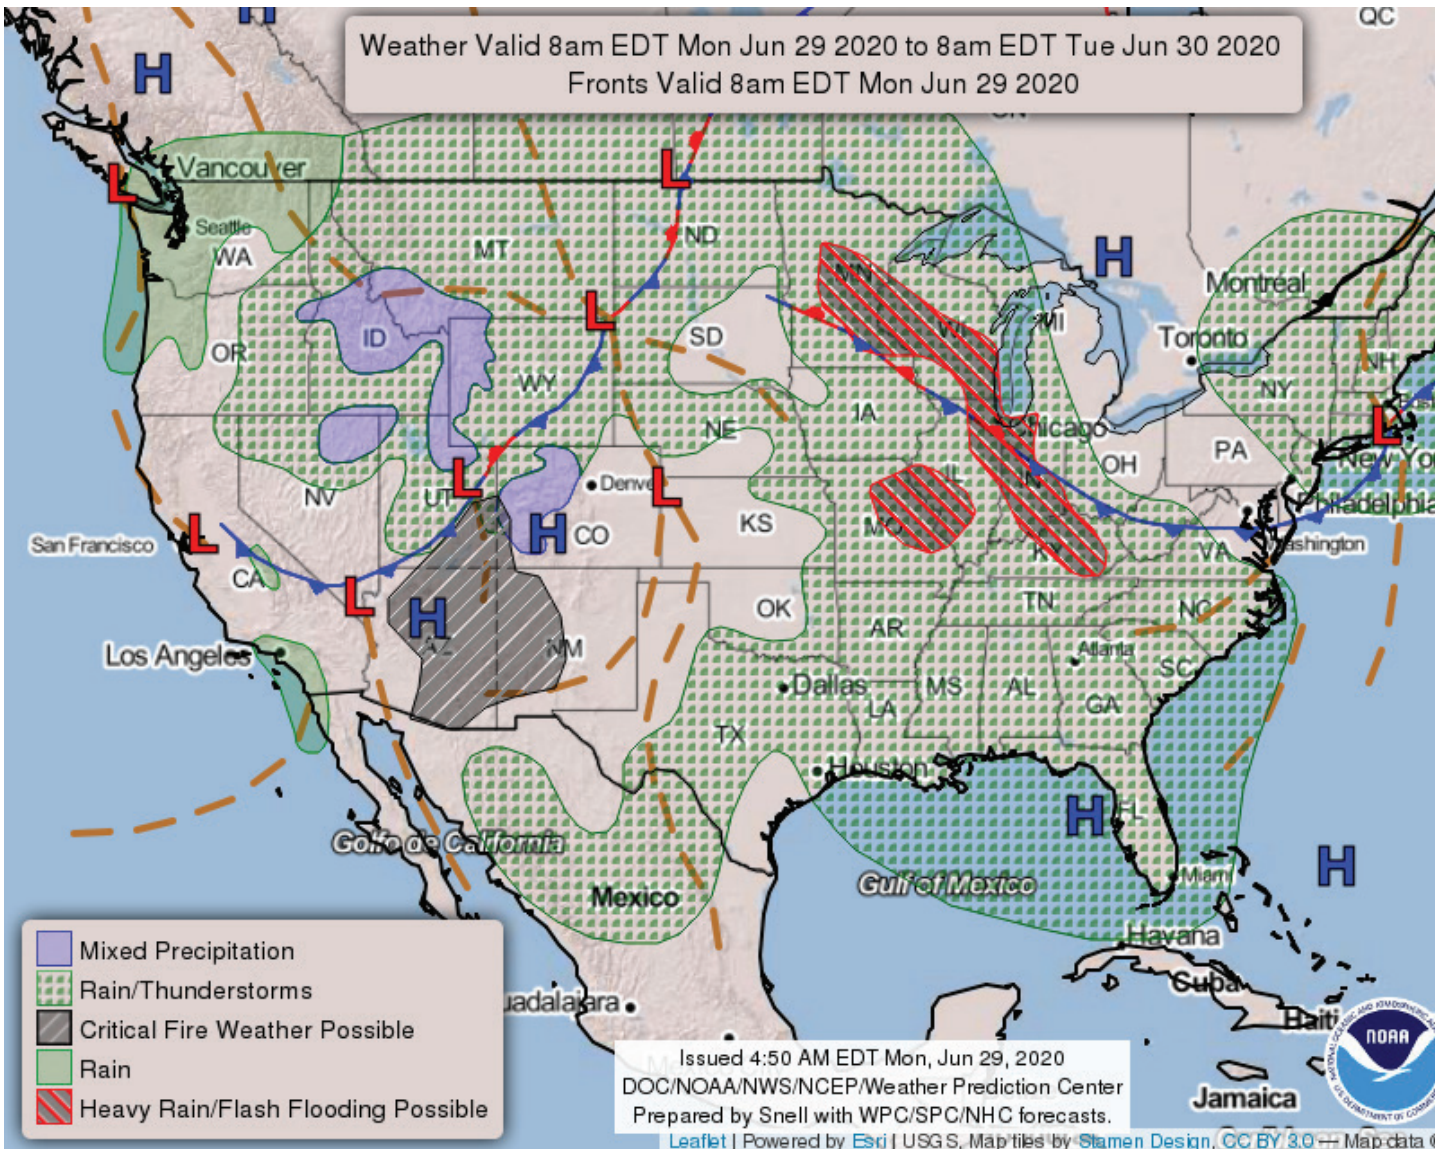 QC
Weather Valid 8am EDT Mon Jun 29 2020 to 8am EDT Tue Jun 30 2020
Fronts Valid 8am EDT Mon Jun 29 2020
H
H
L
Vancouver
L
Seattle
WA
MT
ND
H
Montréal
MN
ID
L
OR
SD
WI
MI
Toronto
WY
NH
NY
IA
NE
L
Chicago
PA
OH
New Yor
NV
UT
L
Denve
L
IL
IN
Philadelphia
KS
MO
CO
H
San Francisco
L
KY
VA
Washington
CA
L
H
OK
TN
NC
AR
AZ
NM
Los Angeles
Atlanta
SC
Dallas
MS
AL
LA
GA
TX
Houston
H
FL
Golfo de California
H
Miami
Gulf of Mexico
Mexico
Havana
Cuba
Haiti
Mixed Precipitation
Rain/Thunderstorms
Critical Fire Weather Possible
Rain
Heavy Rain/Flash Flooding Possible
uadalajara
Mexico City
NOAA
Jamaica
Issued 4:50 AM EDT Mon, Jun 29, 2020
DOC/NOAA/NWS/NCEP/Weather Prediction Center
Prepared by Snell with WPC/SPC/NHC forecasts.
Leaflet | Powered by Esri | USGS, Map tiles by Stamen Design, CC BY 3.0 — Map data ©